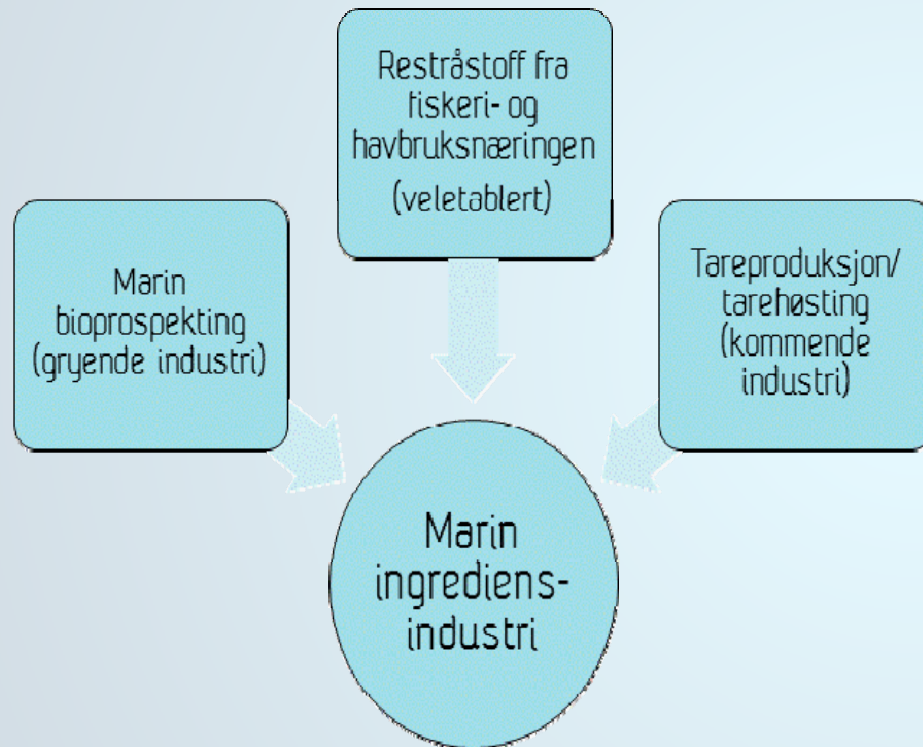 Restråstoff fra
fiskeri- og
havbruksnæringen
(veletablert)
Marin
bioprospekting
(gryende industri)
Tareproduksjon/
tarehøsting
(kommende
industri)
Marin
ingrediens-
industri